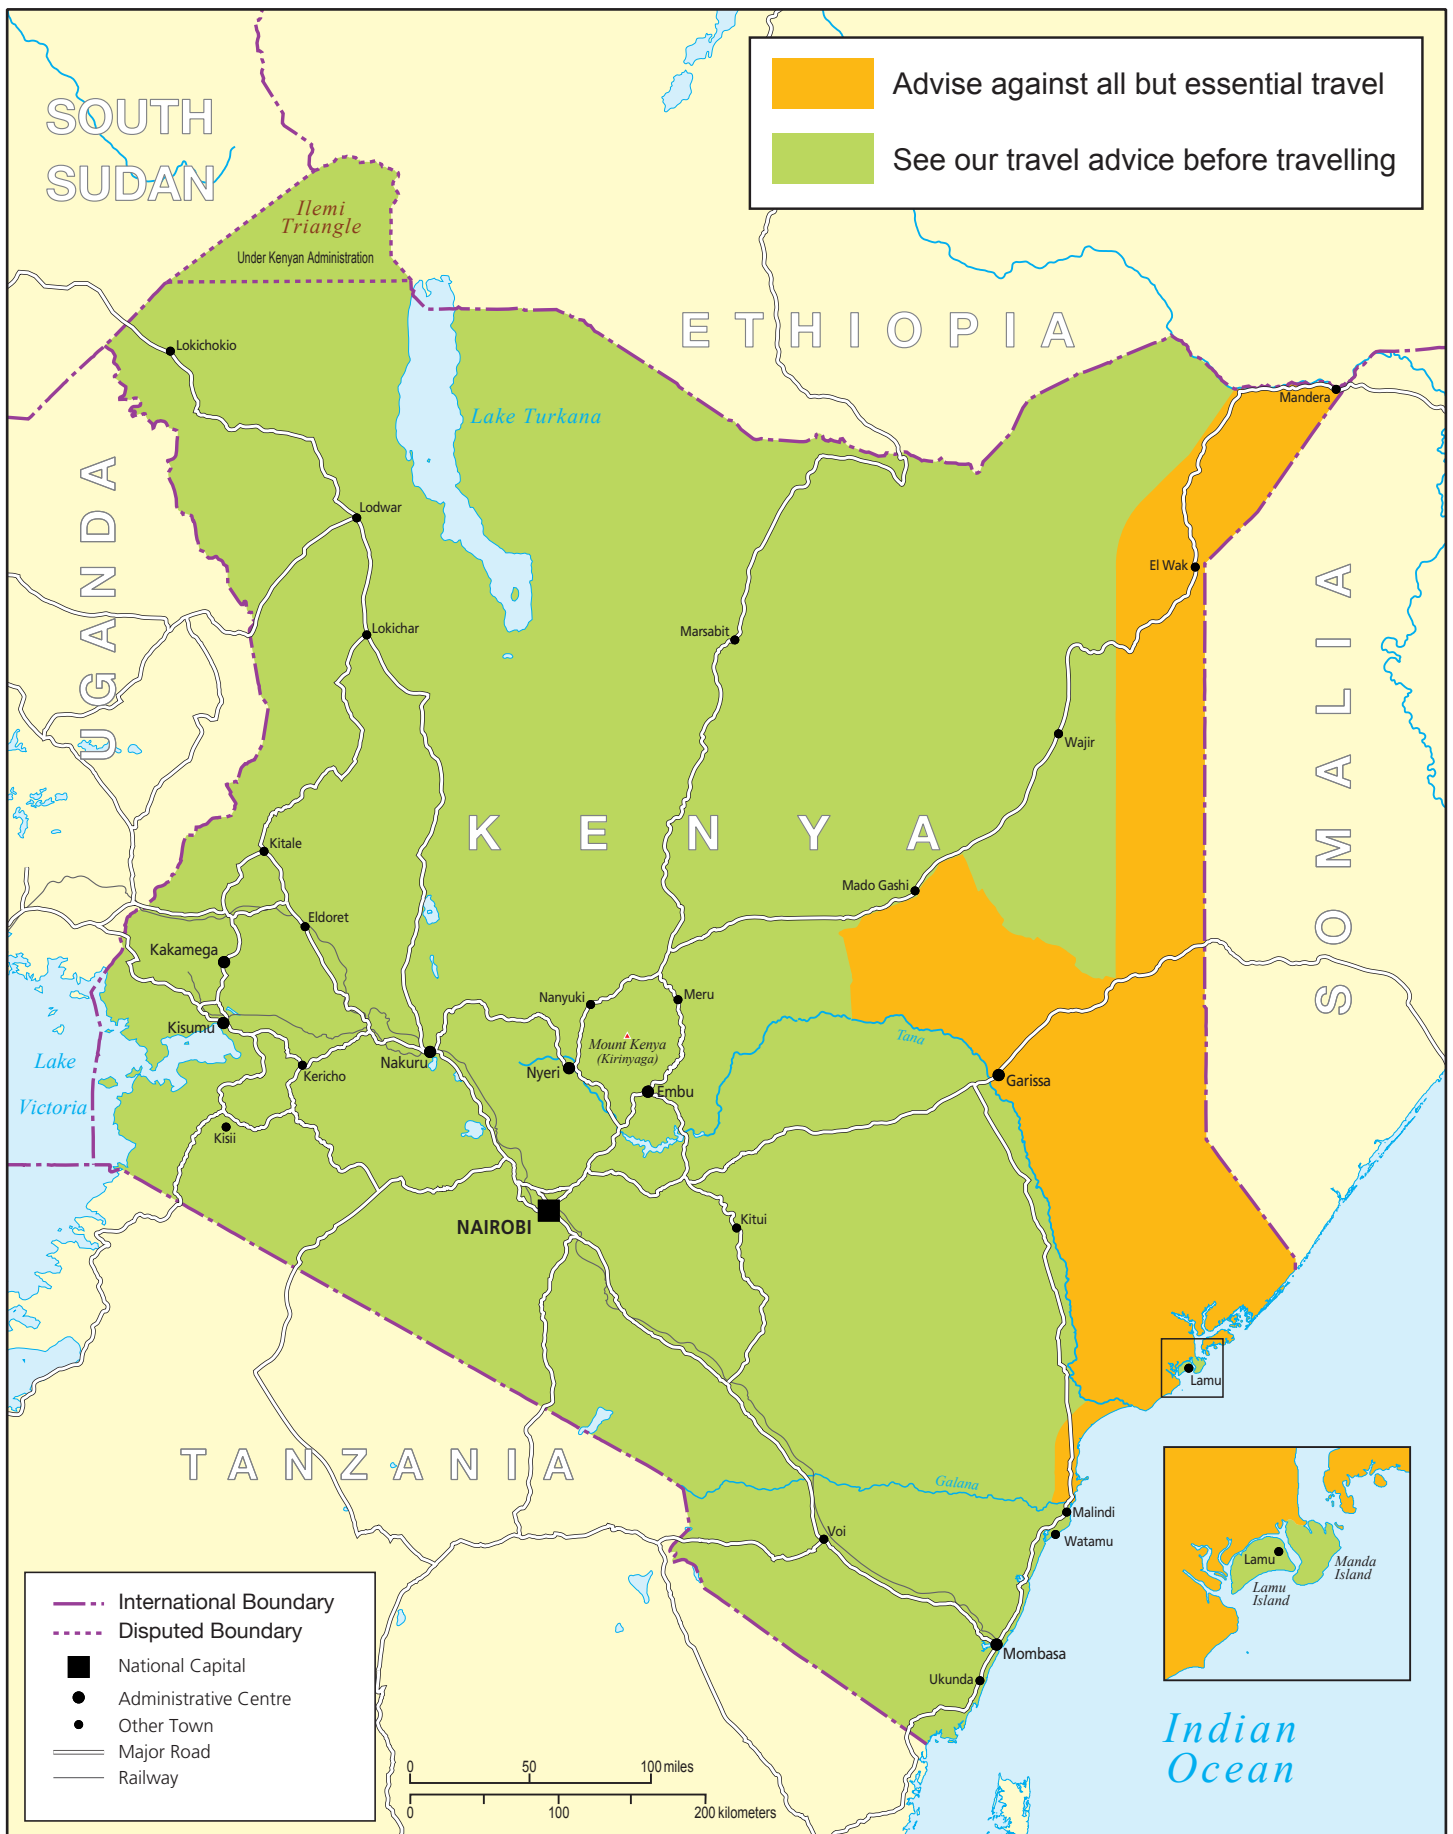 Advise against all but essential travel
See our travel advice before travelling
SOUTH
SUDAN
Ilemi
Triangle
Under Kenyan Administration
ETHIOPIA
Lokichokio
Mandera
Lake Turkana
UGANDA
Lodwar
El Wak
SOMALIA
Lokichar
Marsabit
Wajir
KENYA
Kitale
Mado Gashi
Eldoret
Kakamega
Nanyuki
Meru
Kisumu
Mount Kenya
(Kirinyaga)
Tana
Lake
Victoria
Nakuru
Kericho
Nyeri
Embu
Garissa
Kisii
NAIROBI
Kitui
Lamu
TANZANIA
Galana
Malindi
Watamu
Voi
Lamu
Manda
Island
Lamu
Island
Mombasa
Ukunda
Indian
Ocean
International Boundary
Disputed Boundary
National Capital
Administrative Centre
Other Town
Major Road
Railway
0 50 100 miles
0 100 200 kilometers